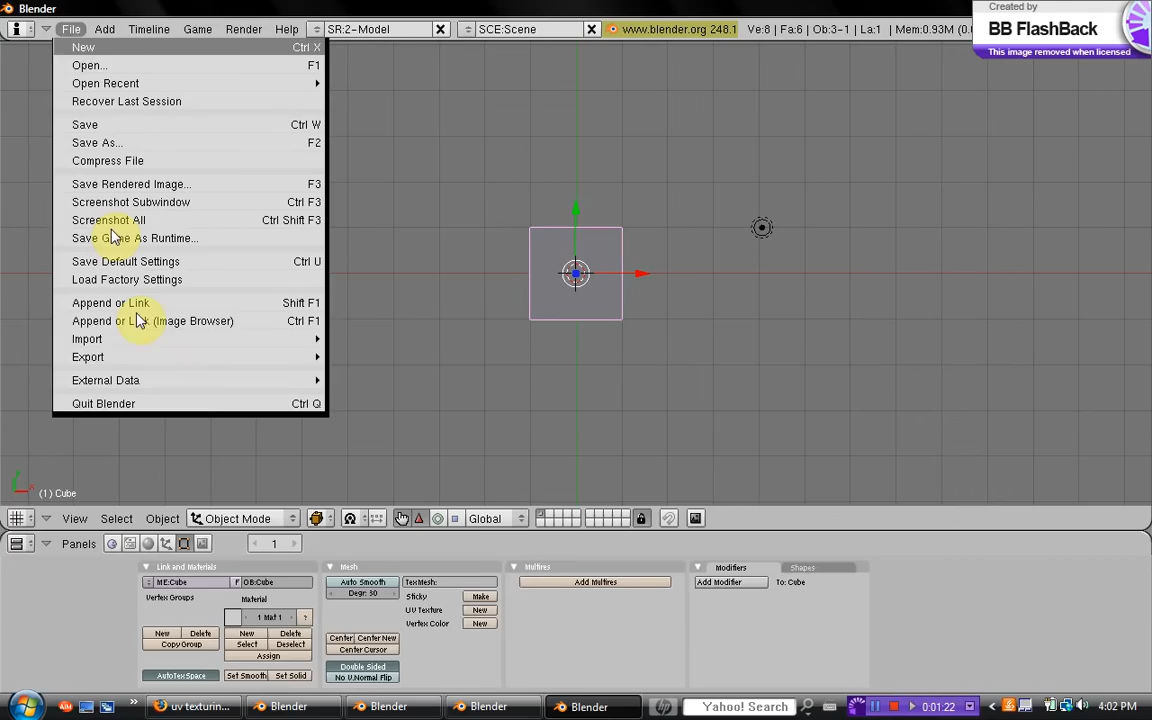 Blender
Created by
BB FlashBack
This image removed when licensed
File Add Timeline Game Render Help SR:2-Model SCE:Scene www.blender.org 248.1 Ve:8 | Fa:6 | Ob:3-1 | La:1 | Mem:0.93M (0.
New Ctrl X
Open... F1
Open Recent
Recover Last Session
Save Ctrl W
Save As... F2
Compress File
Save Rendered Image... F3
Screenshot Subwindow Ctrl F3
Screenshot All Ctrl Shift F3
Save Game As Runtime...
Save Default Settings Ctrl U
Load Factory Settings
Append or Link Shift F1
Append or Link (Image Browser) Ctrl F1
Import
Export
External Data
Quit Blender Ctrl Q
(1) Cube
View Select Object Object Mode Global
Panels 1
Link and Materials Mesh Multires Modifiers Shapes
ME:Cube F OB:Cube Auto Smooth TexMesh: Add Multires Add Modifier To: Cube
Degr: 30 Sticky Make
Vertex Groups Material UV Texture New
1 Mat 1 ? Vertex Color New
New Delete New Delete Center Center New
Copy Group Select Deselect Center Cursor
Assign
Double Sided
AutoTexSpace Set Smooth Set Solid No V.Normal Flip
uv texturin... Blender Blender Blender Blender Yahoo! Search 0:01:22 4:02 PM